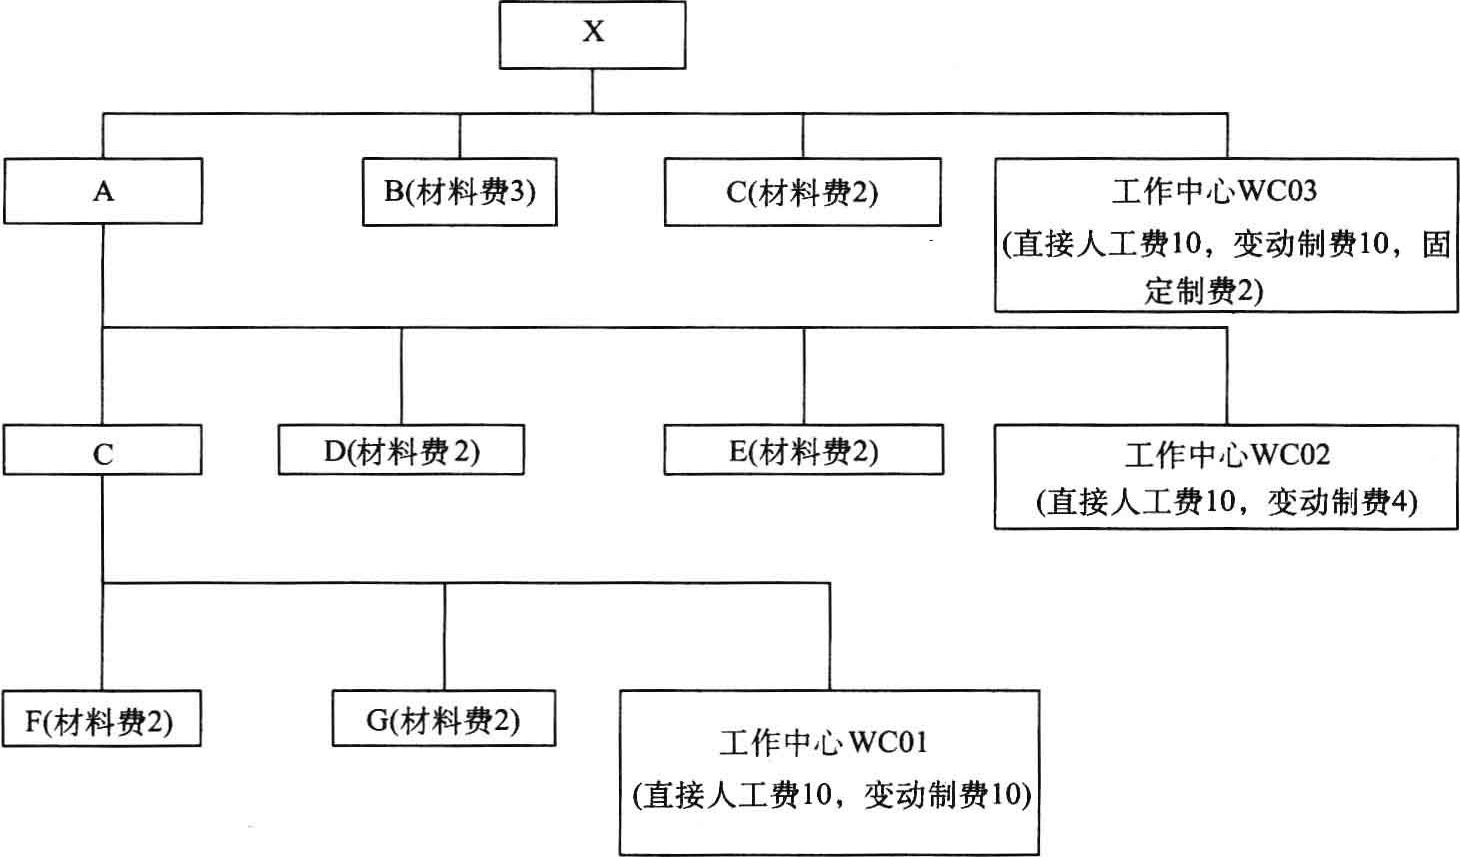 X
A
B(材料费3)
C(材料费2)
工作中心WC03
(直接人工费10，变动制费10，固
定制费2)
C
D(材料费2)
E(材料费2)
工作中心WC02
(直接人工费10，变动制费4)
F(材料费2)
G(材料费2)
工作中心WC01
(直接人工费10，变动制费10)